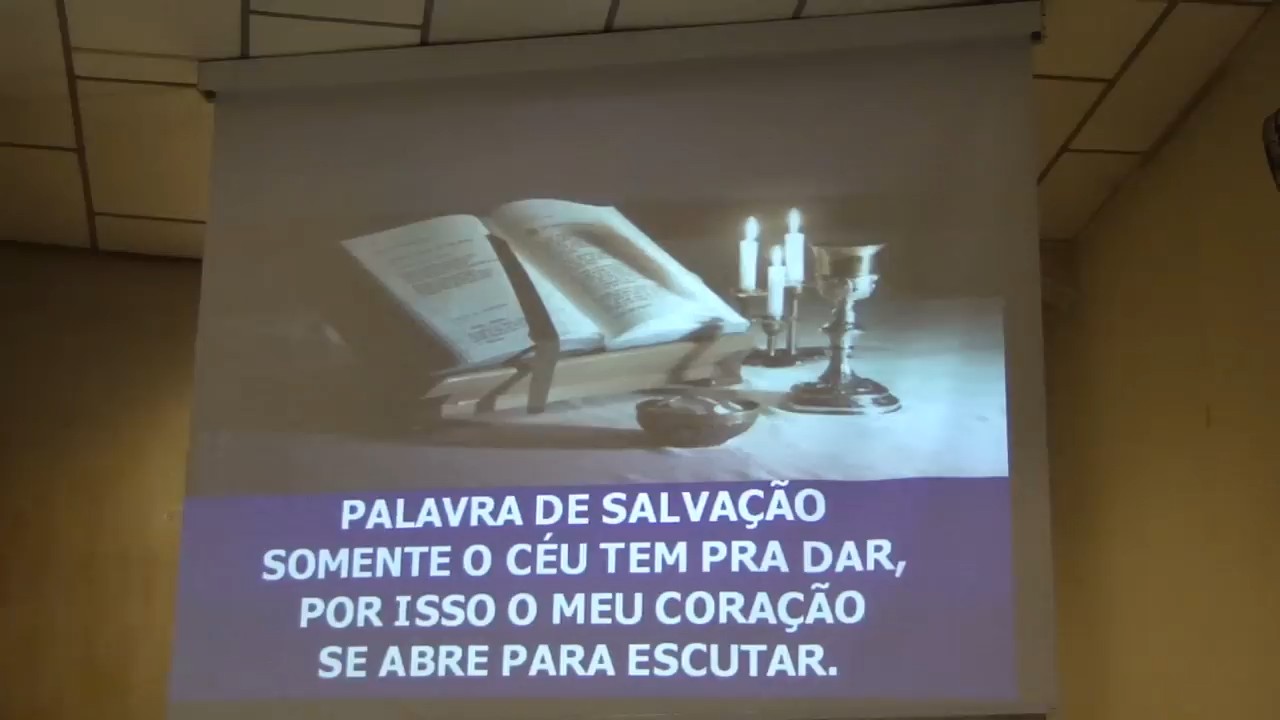 PALAVRA DE SALVAÇÃO
SOMENTE O CÉU TEM PRA DAR,
POR ISSO O MEU CORAÇÃO
SE ABRE PARA ESCUTAR.